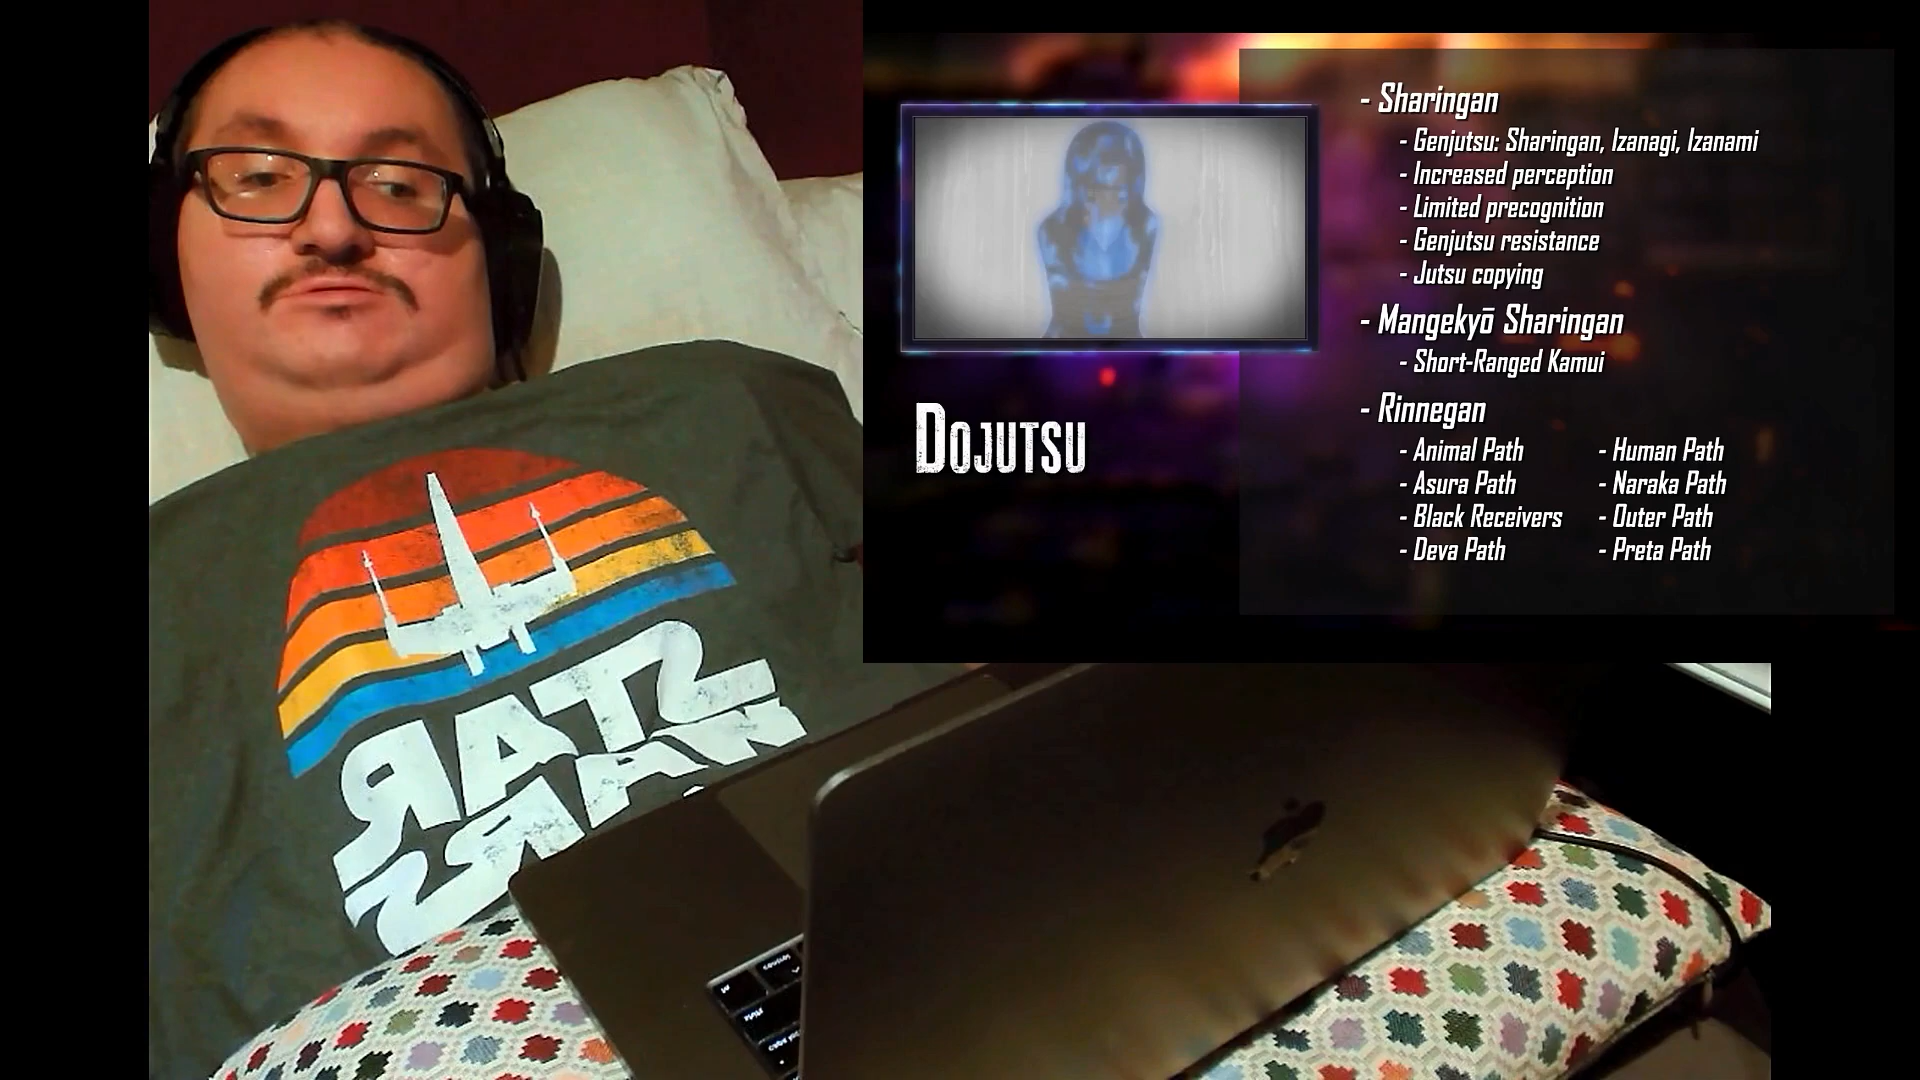 - Sharingan
- Genjutsu: Sharingan, Izanagi, Izanami
- Increased perception
- Limited precognition
- Genjutsu resistance
- Jutsu copying
- Mangekyō Sharingan
- Short-Ranged Kamui
- Rinnegan
- Animal Path - Human Path
- Asura Path - Naraka Path
- Black Receivers - Outer Path
- Deva Path - Preta Path
Dojutsu
STAR
WARS